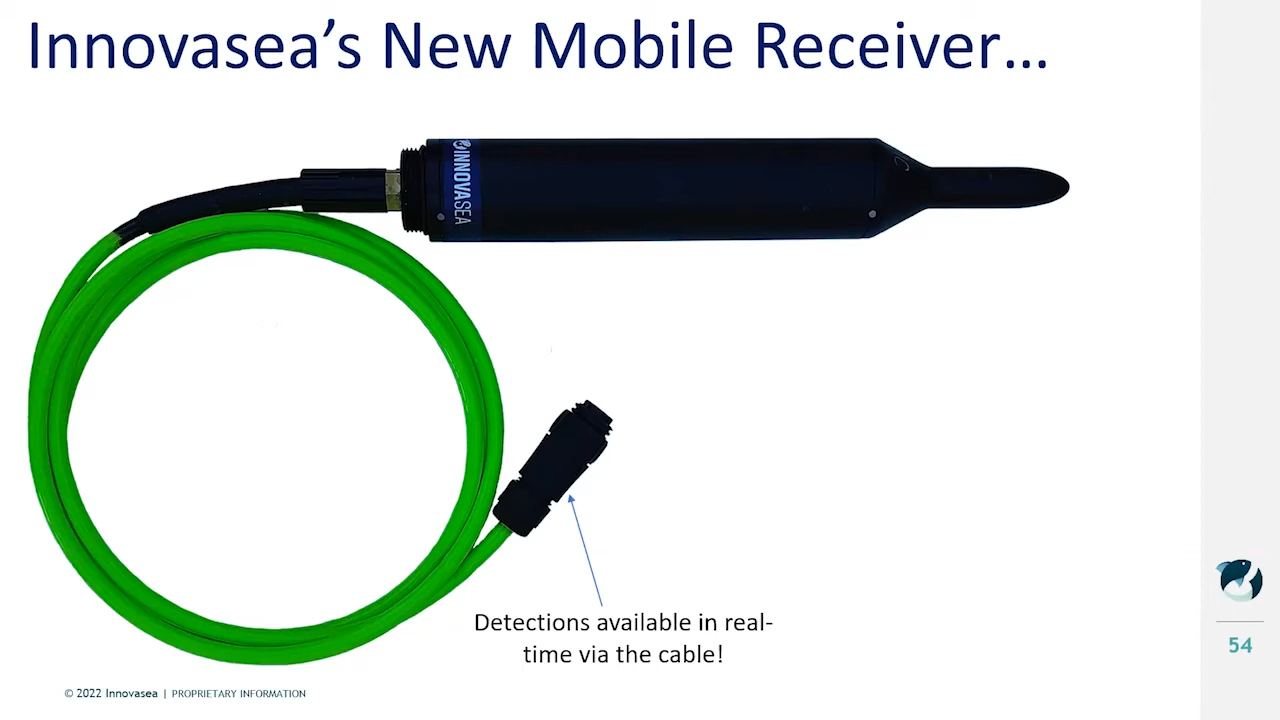 Innovasea’s New Mobile Receiver…
INNOVASEA
Detections available in real-
time via the cable!
54
© 2022 Innovasea | PROPRIETARY INFORMATION